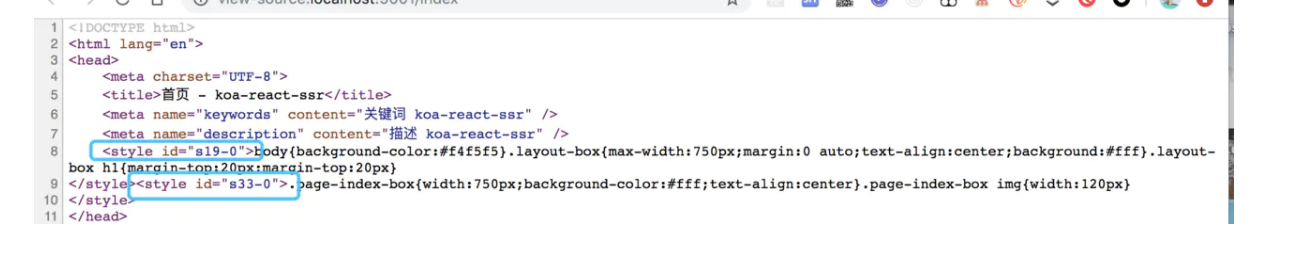 view-source:localhost:9001/index
1 <!DOCTYPE html>
2 <html lang="en">
3 <head>
4 <meta charset="UTF-8">
5 <title>首页 - koa-react-ssr</title>
6 <meta name="keywords" content="关键词 koa-react-ssr" />
7 <meta name="description" content="描述 koa-react-ssr" />
8 <style id="s19-0">body{background-color:#f4f5f5}.layout-box{max-width:750px;margin:0 auto;text-align:center;background:#fff}.layout-
box h1{margin-top:20px;margin-top:20px}
9 </style><style id="s33-0">.page-index-box{width:750px;background-color:#fff;text-align:center}.page-index-box img{width:120px}
10 </style>
11 </head>